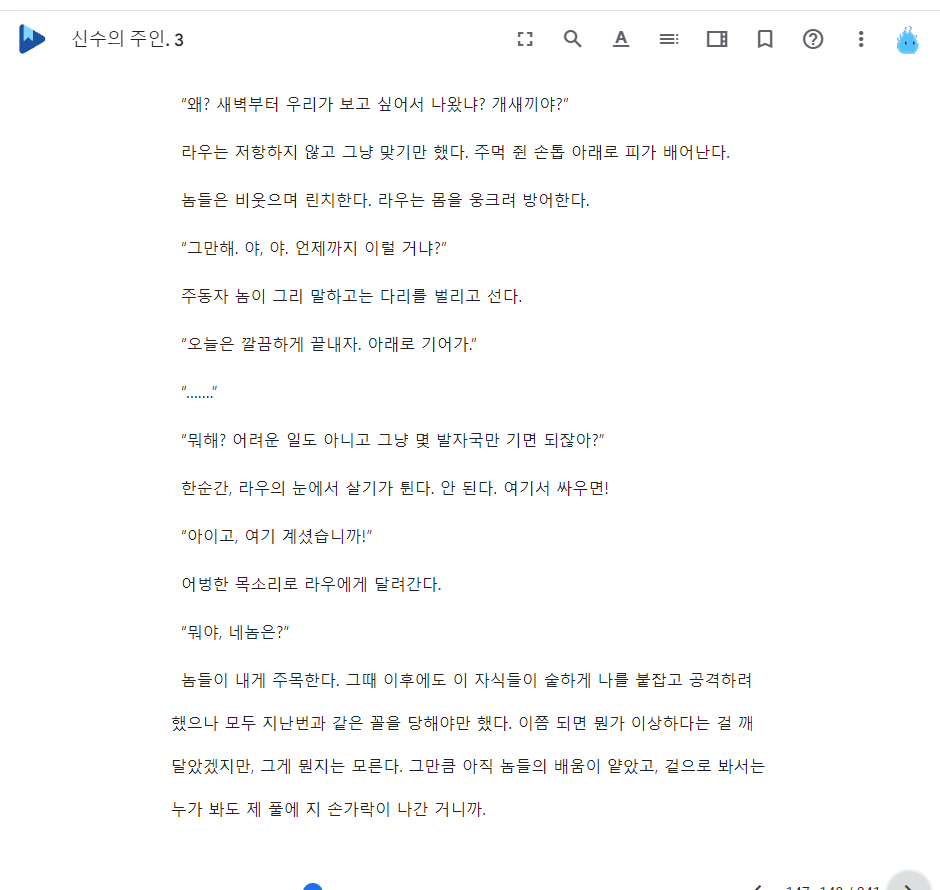 신수의 주인. 3
“왜? 새벽부터 우리가 보고 싶어서 나왔냐? 개새끼야?”
라우는 저항하지 않고 그냥 맞기만 했다. 주먹 쥔 손톱 아래로 피가 배어난다.
놈들은 비웃으며 린치한다. 라우는 몸을 웅크려 방어한다.
“그만해. 야, 야. 언제까지 이럴 거냐?”
주동자 놈이 그리 말하고는 다리를 벌리고 선다.
“오늘은 깔끔하게 끝내자. 아래로 기어가.”
“.......”
“뭐해? 어려운 일도 아니고 그냥 몇 발자국만 기면 되잖아?”
한순간, 라우의 눈에서 살기가 튄다. 안 된다. 여기서 싸우면!
“아이고, 여기 계셨습니까!”
어벙한 목소리로 라우에게 달려간다.
“뭐야, 네놈은?”
놈들이 내게 주목한다. 그때 이후에도 이 자식들이 숱하게 나를 붙잡고 공격하려
했으나 모두 지난번과 같은 꼴을 당해야만 했다. 이쯤 되면 뭔가 이상하다는 걸 깨
달았겠지만, 그게 뭔지는 모른다. 그만큼 아직 놈들의 배움이 얕았고, 겉으로 봐서는
누가 봐도 제 풀에 지 손가락이 나간 거니까.